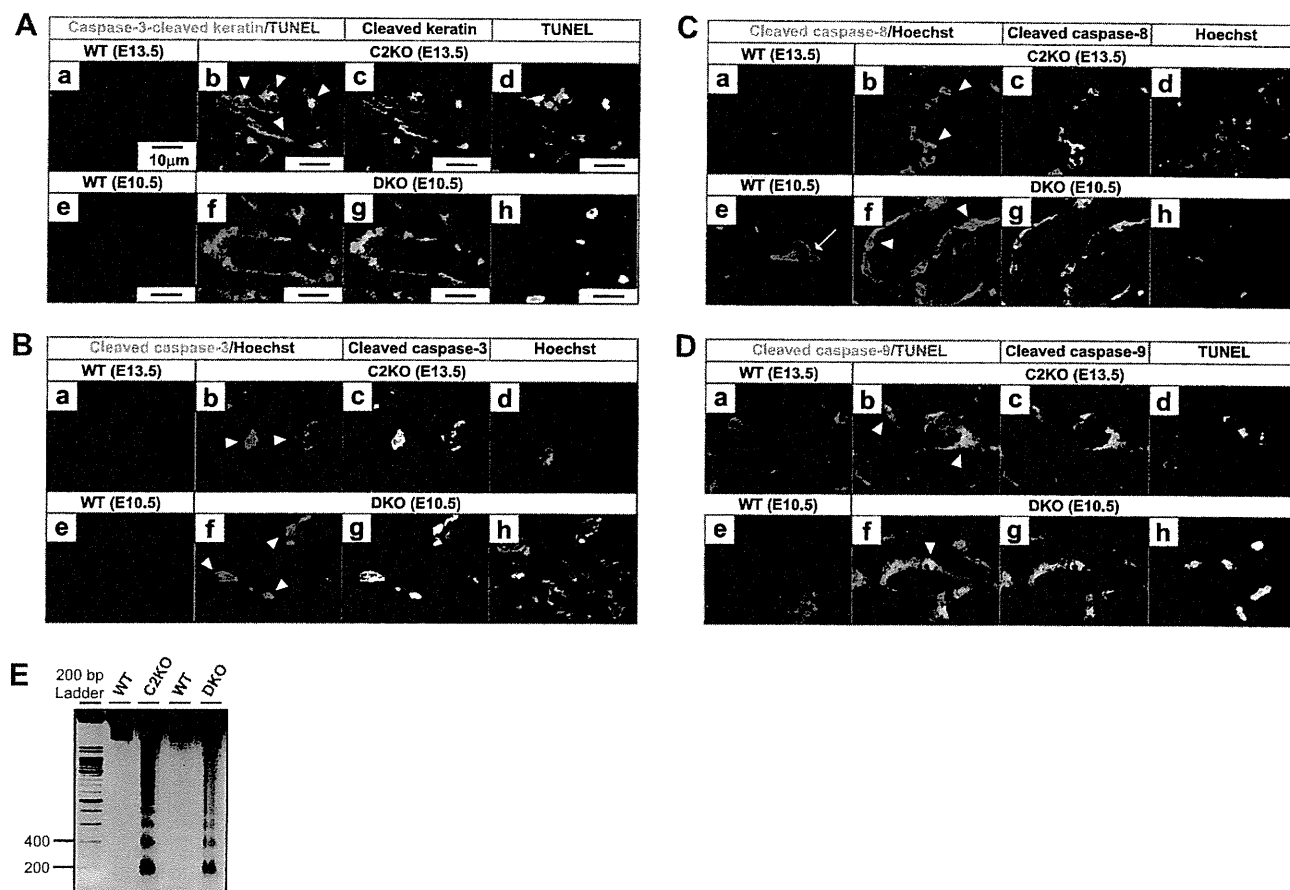 A
Caspase-3-cleaved keratin/TUNEL Cleaved keratin TUNEL
WT (E13.5) C2KO (E13.5)
a b c d
10μm
WT (E10.5) DKO (E10.5)
e f g h
B
Cleaved caspase-3/Hoechst Cleaved caspase-3 Hoechst
WT (E13.5) C2KO (E13.5)
a b c d
WT (E10.5) DKO (E10.5)
e f g h
C
Cleaved caspase-8/Hoechst Cleaved caspase-8 Hoechst
WT (E13.5) C2KO (E13.5)
a b c d
WT (E10.5) DKO (E10.5)
e f g h
D
Cleaved caspase-9/TUNEL Cleaved caspase-9 TUNEL
WT (E13.5) C2KO (E13.5)
a b c d
WT (E10.5) DKO (E10.5)
e f g h
E
200 bp
Ladder WT C2KO WT DKO
400
200